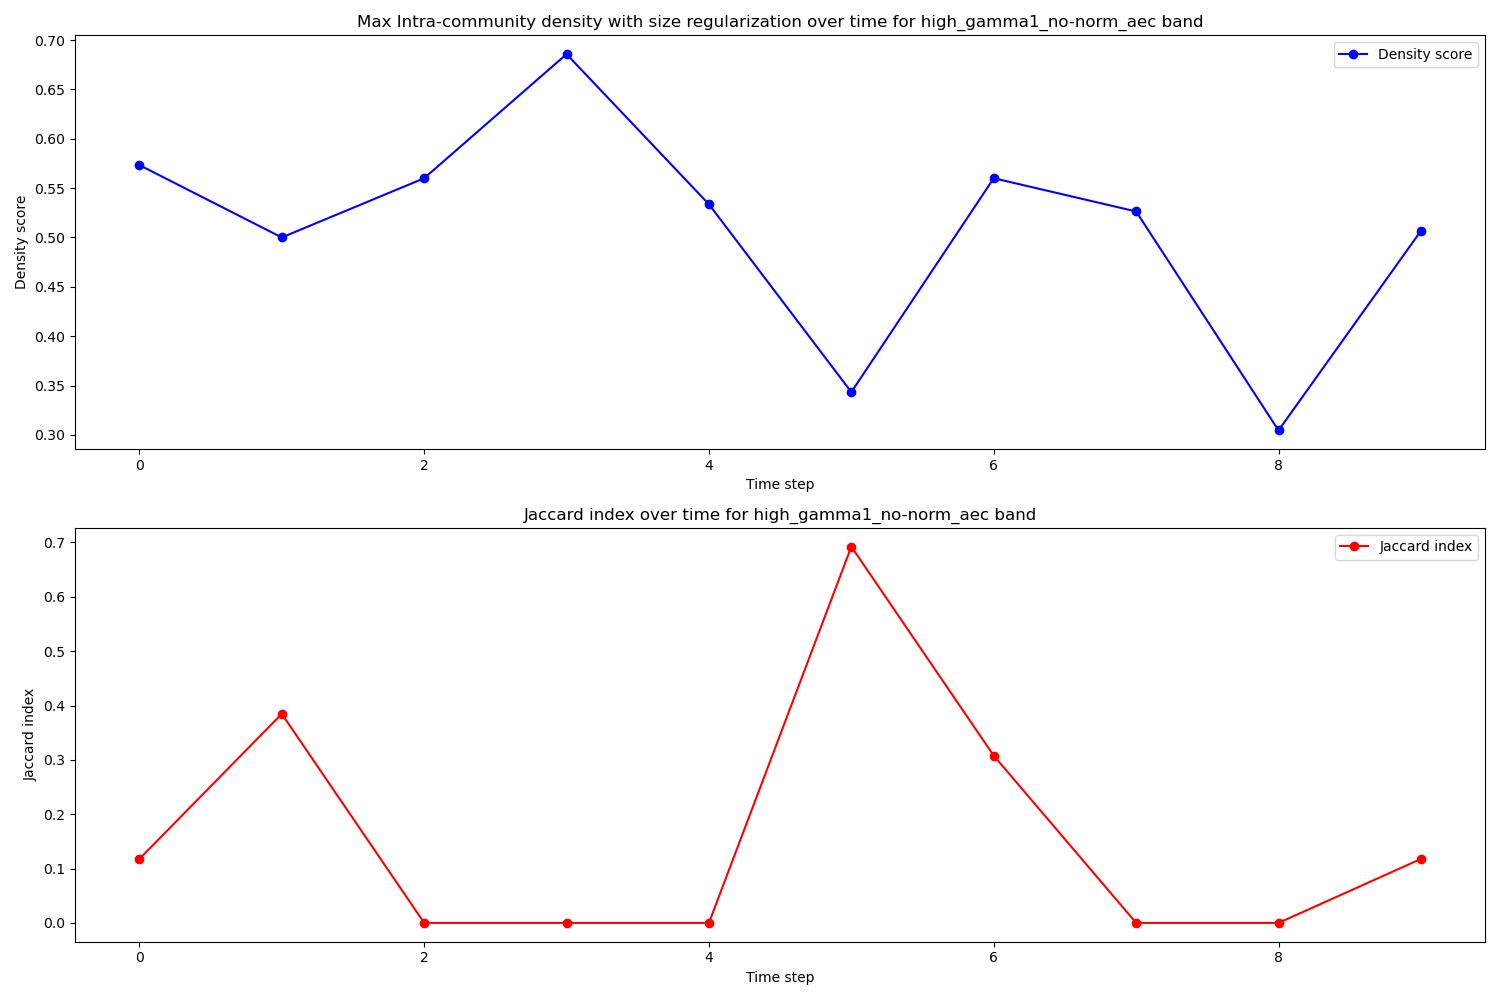 Max Intra-community density with size regularization over time for high_gamma1_no-norm_aec band
Density score
0.70
0.65
0.60
0.55
0.50
0.45
0.40
0.35
0.30
Density score
0 2 4 6 8
Time step
Jaccard index over time for high_gamma1_no-norm_aec band
Jaccard index
0.7
0.6
0.5
0.4
0.3
0.2
0.1
0.0
Jaccard index
0 2 4 6 8
Time step